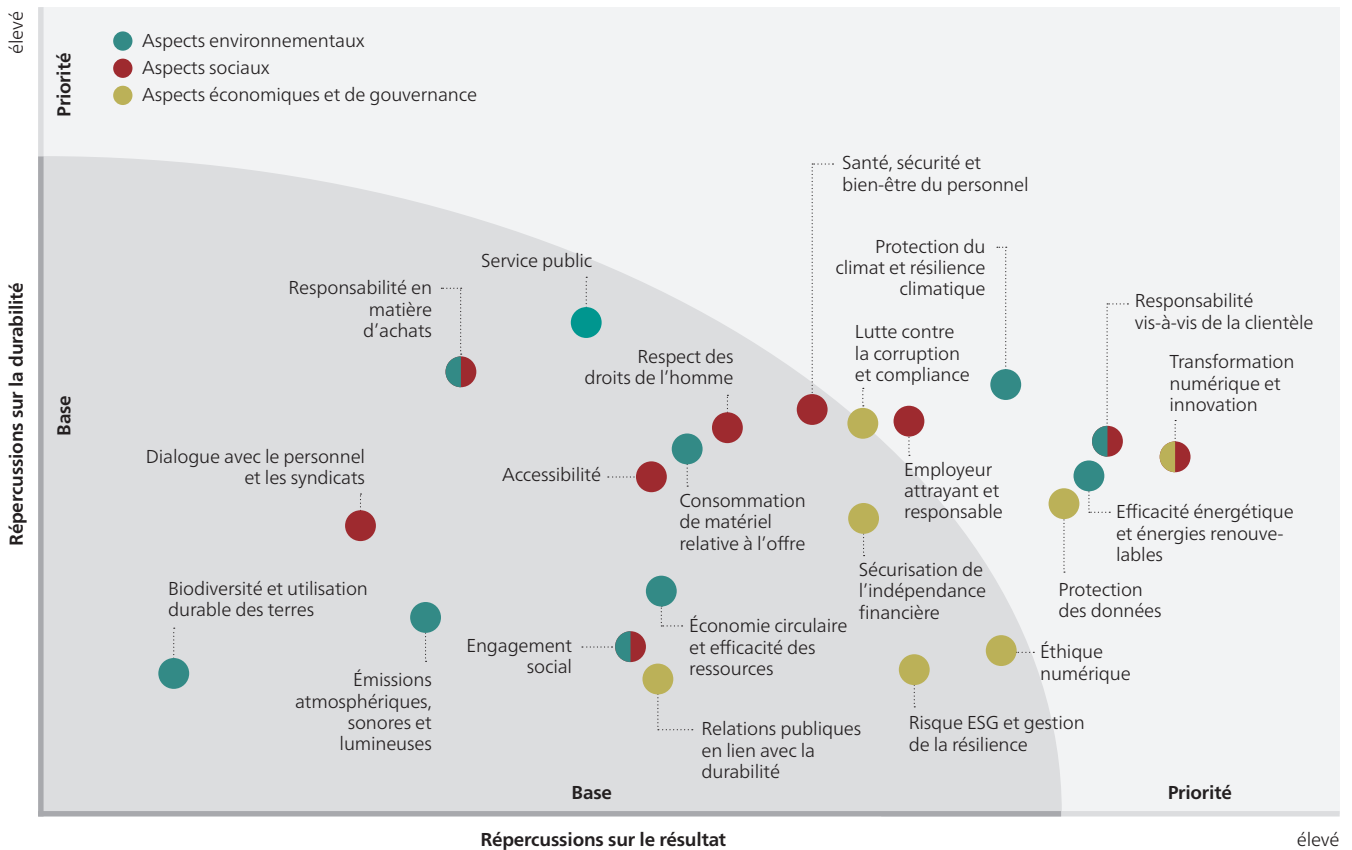 élevé
Priorité
Aspects environnementaux
Aspects sociaux
Aspects économiques et de gouvernance
Santé, sécurité et
bien-être du personnel
Protection du
climat et résilience
climatique
Service public
Responsabilité en
matière
d'achats
Responsabilité
vis-à-vis de la clientèle
Lutte contre
la corruption
et compliance
Respect des
droits de l'homme
Transformation
numérique et
innovation
Répercussions sur la durabilité
Base
Dialogue avec le personnel
et les syndicats
Accessibilité
Consommation
de matériel
relative à l'offre
Employeur
attrayant et
responsable
Efficacité énergétique
et énergies renouve-
lables
Sécurisation de
l'indépendance
financière
Protection
des données
Biodiversité et utilisation
durable des terres
Économie circulaire
et efficacité des
ressources
Engagement
social
Éthique
numérique
Émissions
atmosphériques,
sonores et
lumineuses
Relations publiques
en lien avec la
durabilité
Risque ESG et gestion
de la résilience
Base
Priorité
Répercussions sur le résultat
élevé